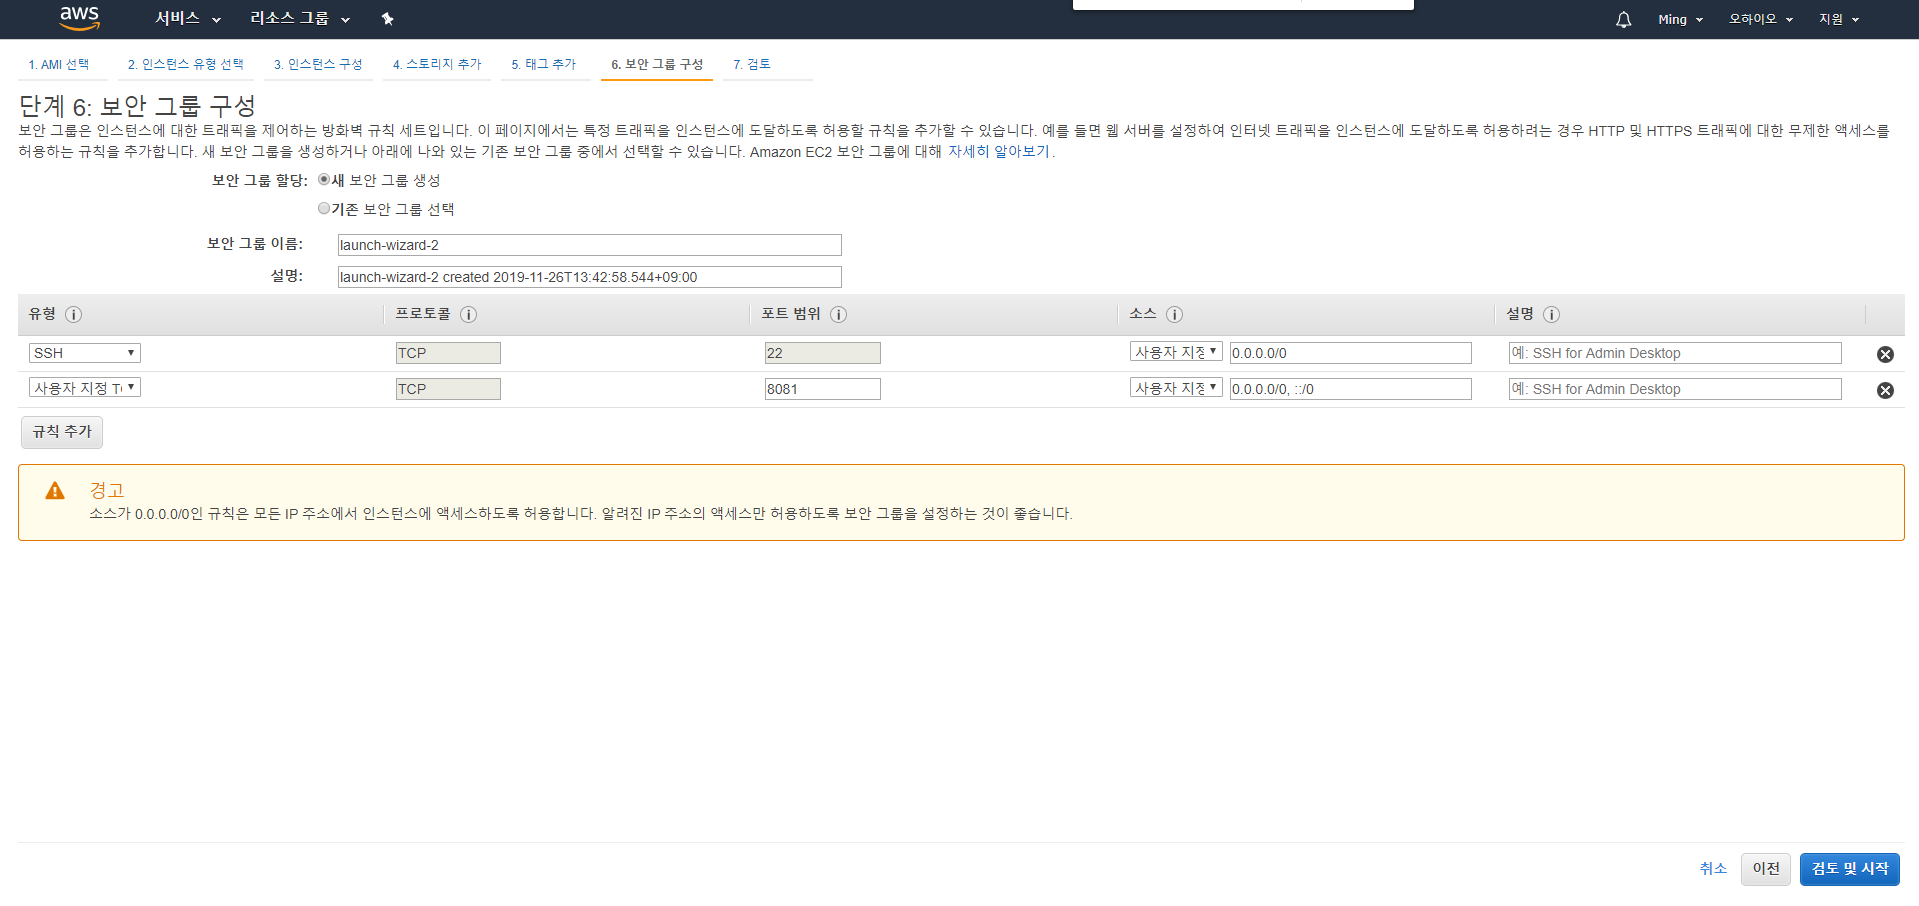 aws 서비스 리소스 그룹 Ming 오하이오 지원
1. AMI 선택 2. 인스턴스 유형 선택 3. 인스턴스 구성 4. 스토리지 추가 5. 태그 추가 6. 보안 그룹 구성 7. 검토
단계 6: 보안 그룹 구성
보안 그룹은 인스턴스에 대한 트래픽을 제어하는 방화벽 규칙 세트입니다. 이 페이지에서는 특정 트래픽을 인스턴스에 도달하도록 허용할 규칙을 추가할 수 있습니다. 예를 들면 웹 서버를 설정하여 인터넷 트래픽을 인스턴스에 도달하도록 허용하려는 경우 HTTP 및 HTTPS 트래픽에 대한 무제한 액세스를
허용하는 규칙을 추가합니다. 새 보안 그룹을 생성하거나 아래에 나와 있는 기존 보안 그룹 중에서 선택할 수 있습니다. Amazon EC2 보안 그룹에 대해 자세히 알아보기.
보안 그룹 할당: 새 보안 그룹 생성
기존 보안 그룹 선택
보안 그룹 이름: launch-wizard-2
설명: launch-wizard-2 created 2019-11-26T13:42:58.544+09:00
유형 프로토콜 포트 범위 소스 설명
SSH TCP 22 사용자 지정 0.0.0.0/0 예: SSH for Admin Desktop
사용자 지정 T TCP 8081 사용자 지정 0.0.0.0/0, ::/0 예: SSH for Admin Desktop
규칙 추가
경고
소스가 0.0.0.0/0인 규칙은 모든 IP 주소에서 인스턴스에 액세스하도록 허용합니다. 알려진 IP 주소의 액세스만 허용하도록 보안 그룹을 설정하는 것이 좋습니다.
취소 이전 검토 및 시작